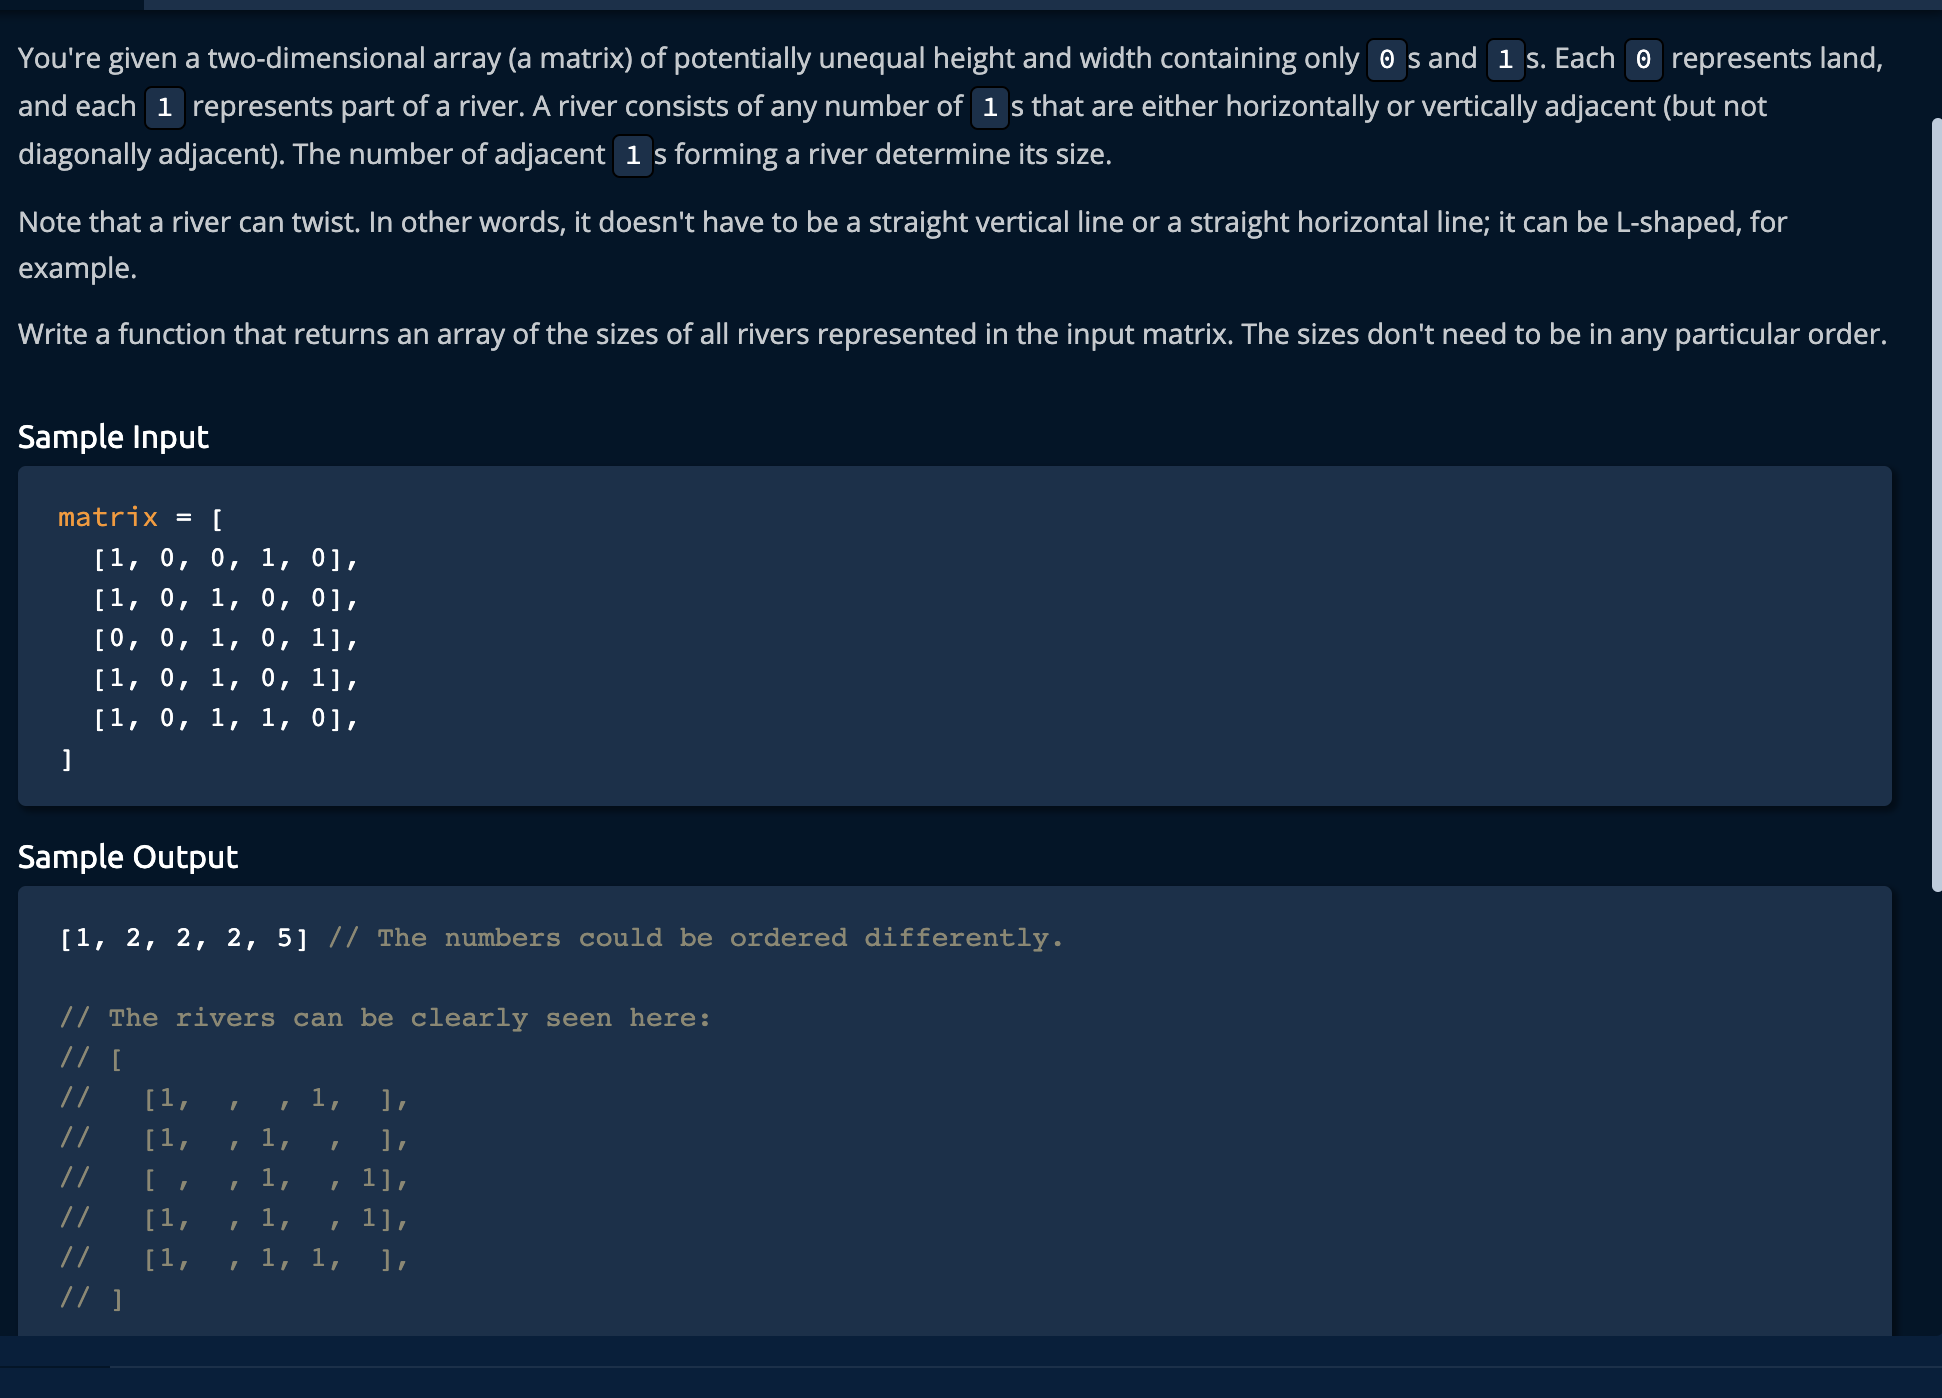 You're given a two-dimensional array (a matrix) of potentially unequal height and width containing only 0 s and 1 s. Each 0 represents land,
and each 1 represents part of a river. A river consists of any number of 1 s that are either horizontally or vertically adjacent (but not
diagonally adjacent). The number of adjacent 1 s forming a river determine its size.
Note that a river can twist. In other words, it doesn't have to be a straight vertical line or a straight horizontal line; it can be L-shaped, for
example.
Write a function that returns an array of the sizes of all rivers represented in the input matrix. The sizes don't need to be in any particular order.
Sample Input
matrix = [
  [1, 0, 0, 1, 0],
  [1, 0, 1, 0, 0],
  [0, 0, 1, 0, 1],
  [1, 0, 1, 0, 1],
  [1, 0, 1, 1, 0],
]
Sample Output
[1, 2, 2, 2, 5] // The numbers could be ordered differently.
// The rivers can be clearly seen here:
// [
//   [1,  ,  , 1,  ],
//   [1,  , 1,  ,  ],
//   [ ,  , 1,  , 1],
//   [1,  , 1,  , 1],
//   [1,  , 1, 1,  ],
// ]